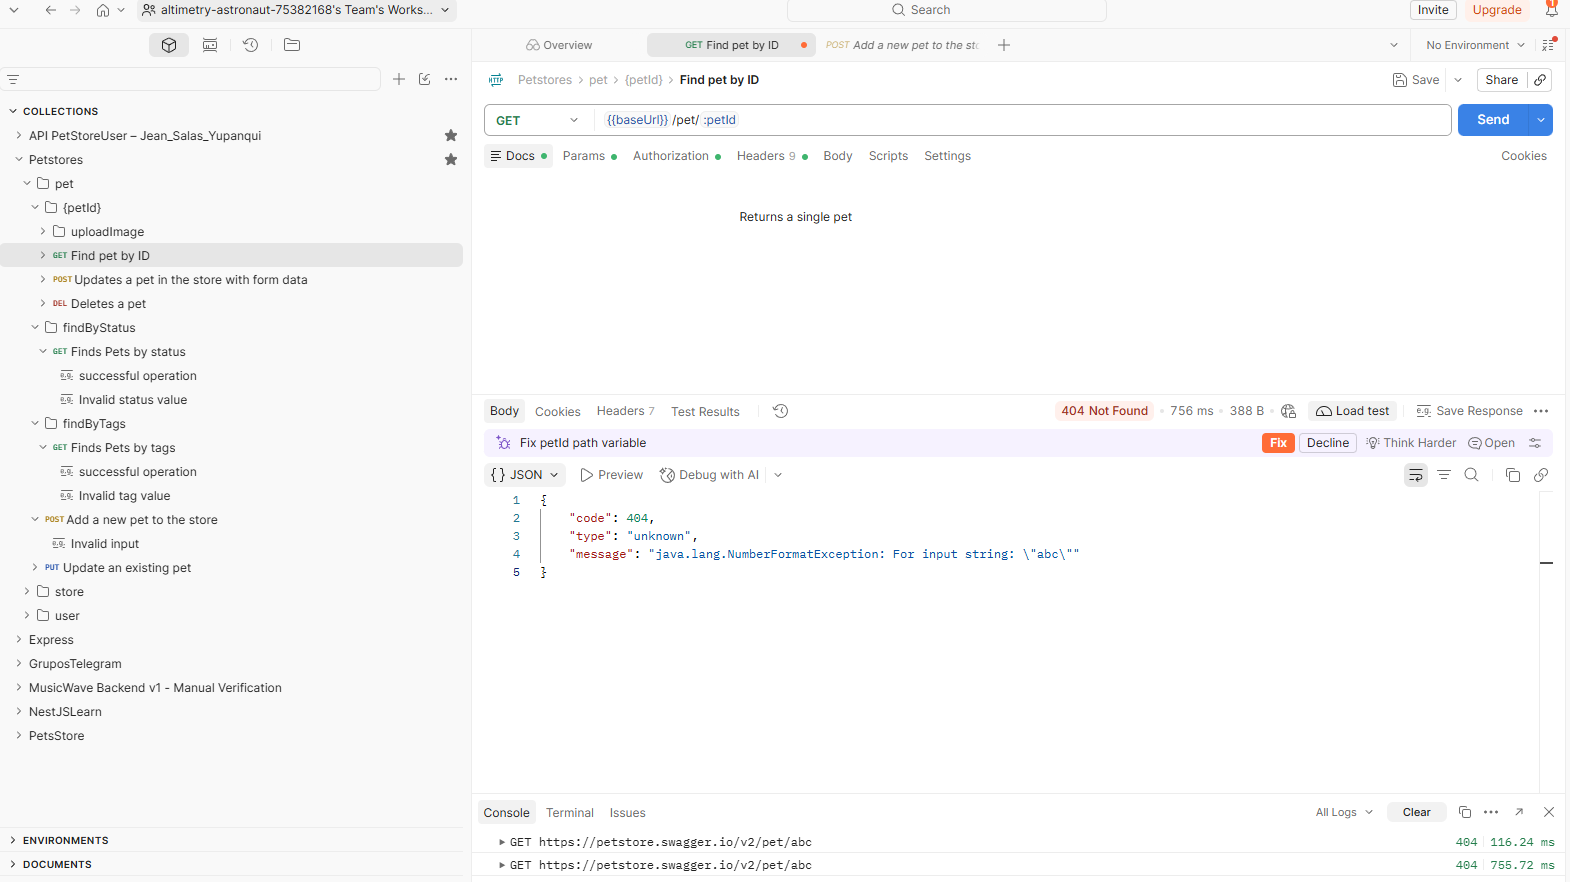 altimetry-astronaut-75382168's Team's Works...
Search
Invite
Upgrade
1
Overview
GET Find pet by ID
POST Add a new pet to the sto
No Environment
HTTP Petstores > pet > {petId} > Find pet by ID
Save
Share
COLLECTIONS
API PetStoreUser – Jean_Salas_Yupanqui
Petstores
pet
{petId}
uploadImage
GET Find pet by ID
POST Updates a pet in the store with form data
DEL Deletes a pet
findByStatus
GET Finds Pets by status
e.g. successful operation
e.g. Invalid status value
findByTags
GET Finds Pets by tags
e.g. successful operation
e.g. Invalid tag value
POST Add a new pet to the store
e.g. Invalid input
PUT Update an existing pet
store
user
Express
GruposTelegram
MusicWave Backend v1 - Manual Verification
NestJSLearn
PetsStore
ENVIRONMENTS
DOCUMENTS
GET
{{baseUrl}} /pet/ :petId
Send
Docs
Params
Authorization
Headers 9
Body
Scripts
Settings
Cookies
Returns a single pet
Body
Cookies
Headers 7
Test Results
404 Not Found • 756 ms • 388 B
Load test
e.g. Save Response
Fix petId path variable
Fix
Decline
Think Harder
Open
{} JSON
Preview
Debug with AI
1 {
2 "code": 404,
3 "type": "unknown",
4 "message": "java.lang.NumberFormatException: For input string: \"abc\""
5 }
Console
Terminal
Issues
All Logs
Clear
GET https://petstore.swagger.io/v2/pet/abc 404 116.24 ms
GET https://petstore.swagger.io/v2/pet/abc 404 755.72 ms